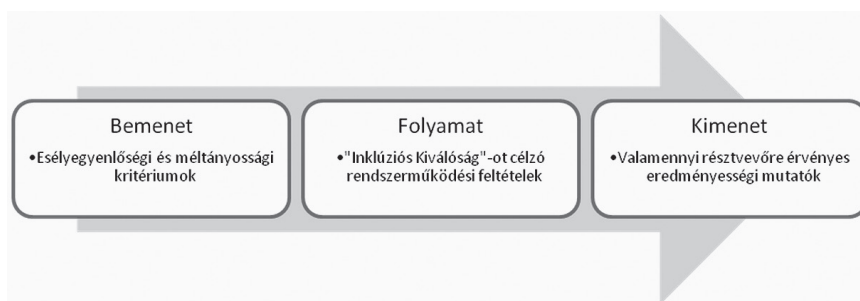 Bemenet
•Esélyegyenlőségi és méltányossági
kritériumok
Folyamat
•"Inklúziós Kiválóság"-ot célzó
rendszerműködési feltételek
Kimenet
•Valamennyi résztvevőre érvényes
eredményességi mutatók